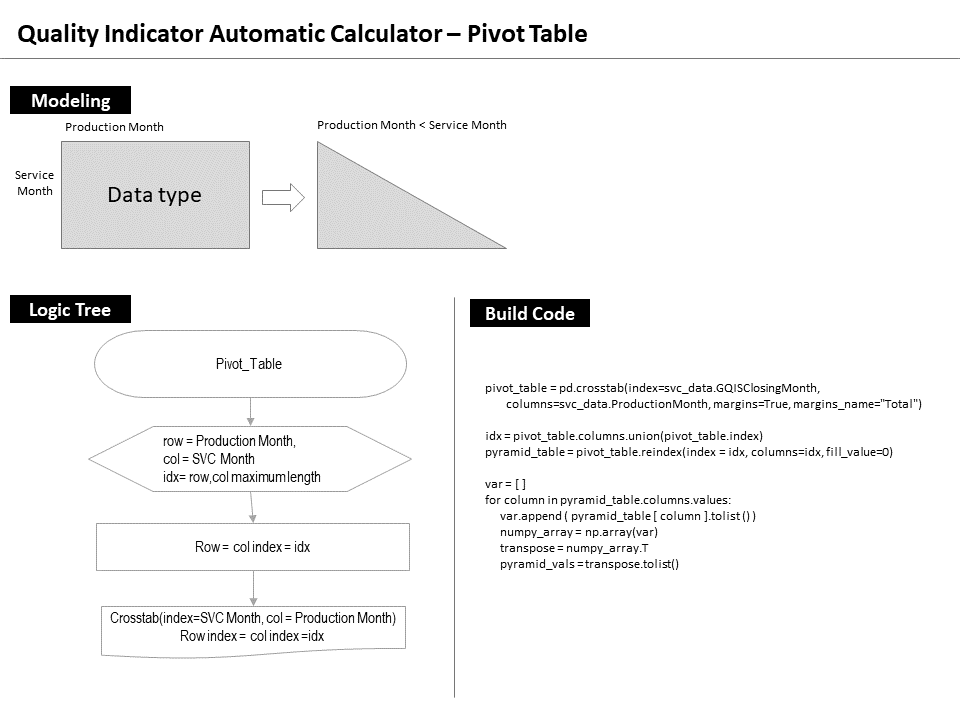 Quality Indicator Automatic Calculator – Pivot Table
Modeling
Production Month
Service
Month
Data type
Production Month < Service Month
Logic Tree
Pivot_Table
row = Production Month,
col = SVC Month
idx= row,col maximum length
Row = col index = idx
Crosstab(index=SVC Month, col = Production Month)
Row index = col index =idx
Build Code
pivot_table = pd.crosstab(index=svc_data.GQISClosingMonth,
columns=svc_data.ProductionMonth, margins=True, margins_name="Total")
idx = pivot_table.columns.union(pivot_table.index)
pyramid_table = pivot_table.reindex(index = idx, columns=idx, fill_value=0)
var = [ ]
for column in pyramid_table.columns.values:
var.append ( pyramid_table [ column ].tolist () )
numpy_array = np.array(var)
transpose = numpy_array.T
pyramid_vals = transpose.tolist()